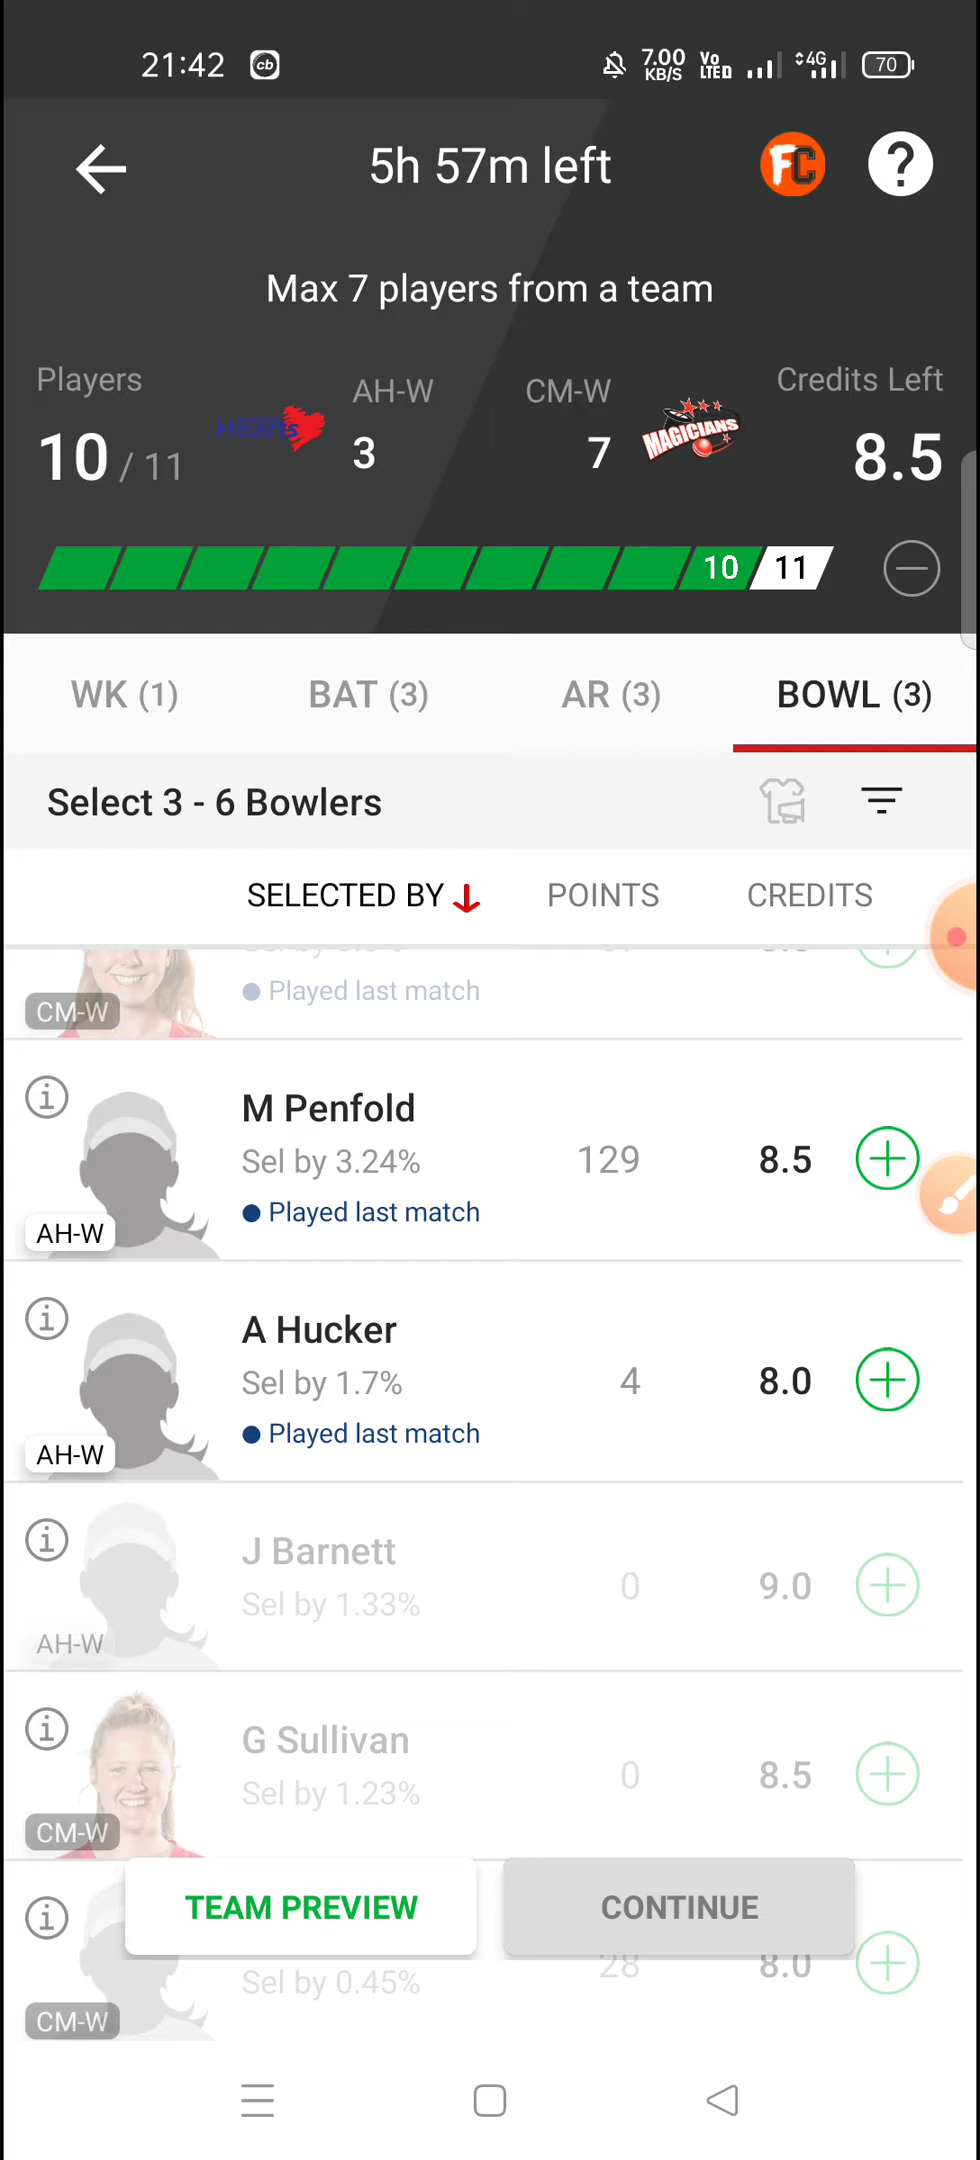 21:42 cb 7.00 KB/S Vo LTED 4G 70
5h 57m left FC ?
Max 7 players from a team
Players AH-W CM-W Credits Left
10 / 11 Hearts 3 7 MAGICIANS 8.5
10 11
WK (1) BAT (3) AR (3) BOWL (3)
Select 3 - 6 Bowlers
SELECTED BY POINTS CREDITS
Played last match
CM-W
M Penfold
Sel by 3.24% 129 8.5
Played last match
AH-W
A Hucker
Sel by 1.7% 4 8.0
Played last match
AH-W
J Barnett
Sel by 1.33% 0 9.0
AH-W
G Sullivan
Sel by 1.23% 0 8.5
CM-W
TEAM PREVIEW CONTINUE
Sel by 0.45% 28 8.0
CM-W